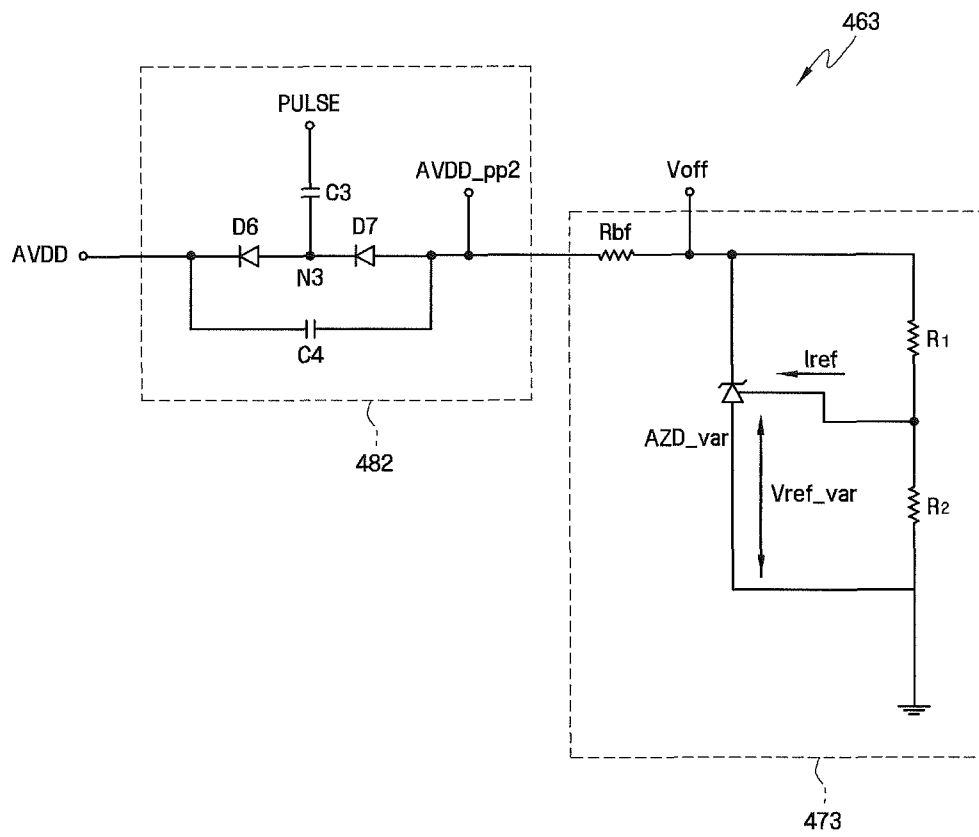 463
PULSE
C3
AVDD_pp2
Voff
D6
D7
Rbf
AVDD
N3
C4
R1
Iref
AZD_var
482
Vref_var
R2
473